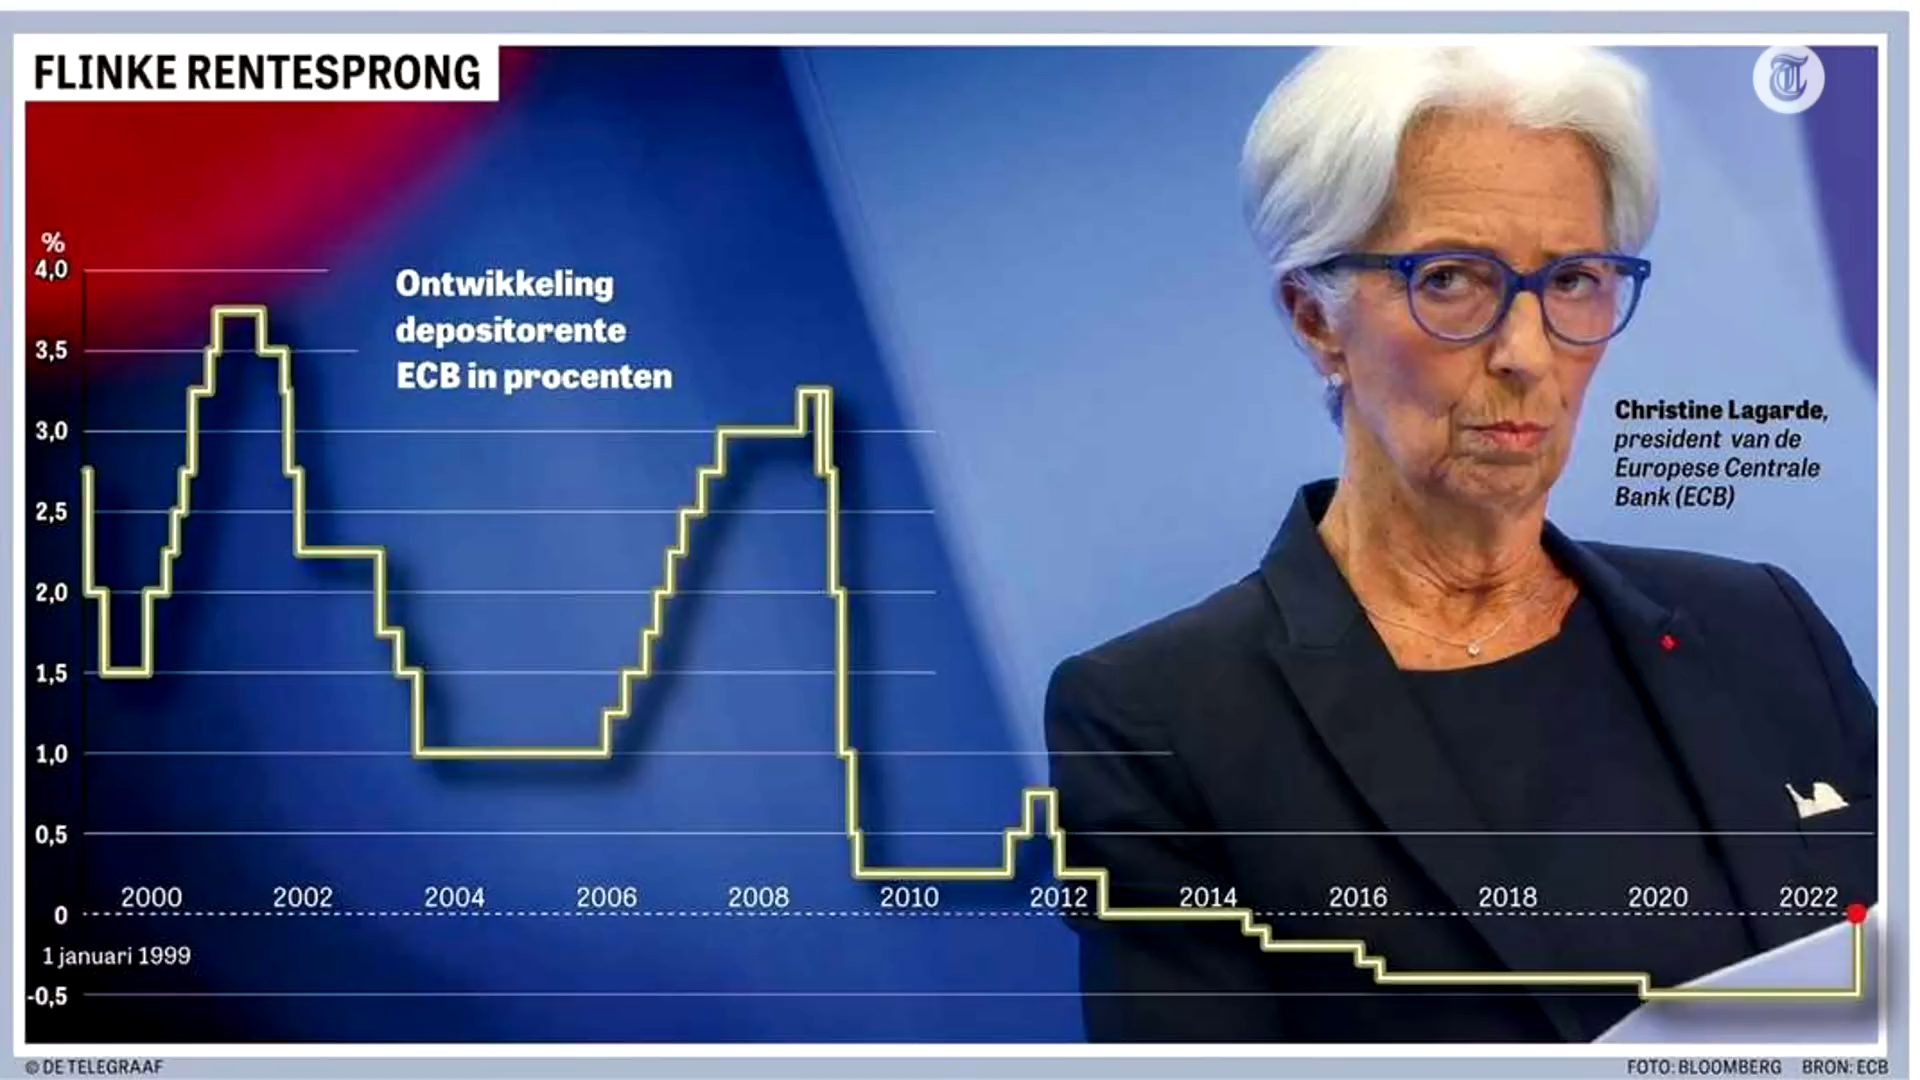 FLINKE RENTESPRONG
%
4,0
3,5
3,0
2,5
2,0
1,5
1,0
0,5
0
-0,5
Ontwikkeling
depositorente
ECB in procenten
Christine Lagarde,
president van de
Europese Centrale
Bank (ECB)
2000 2002 2004 2006 2008 2010 2012 2014 2016 2018 2020 2022
1 januari 1999
© DE TELEGRAAF
FOTO: BLOOMBERG BRON: ECB
T